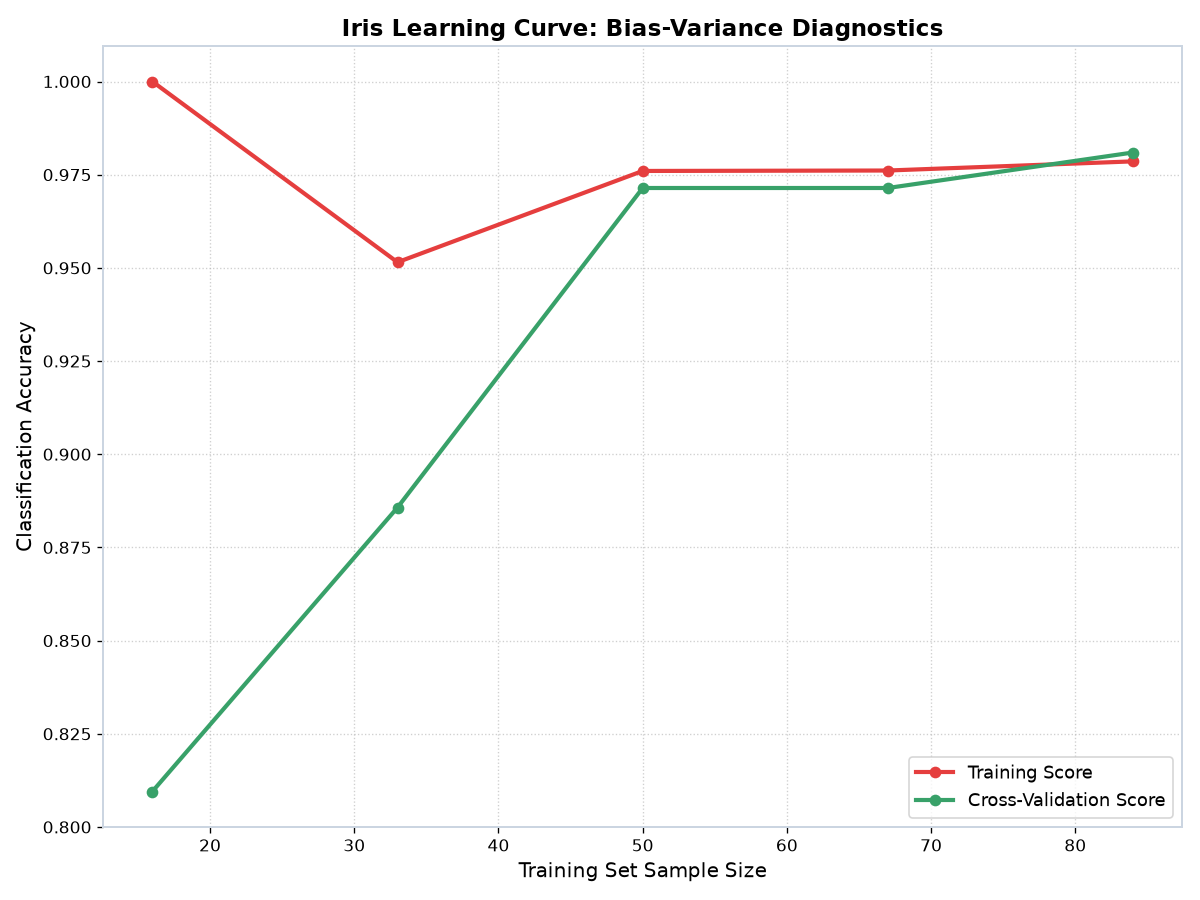 Iris Learning Curve: Bias-Variance Diagnostics
1.000
0.975
0.950
0.925
0.900
0.875
0.850
0.825
0.800
Classification Accuracy
20 30 40 50 60 70 80
Training Set Sample Size
Training Score
Cross-Validation Score